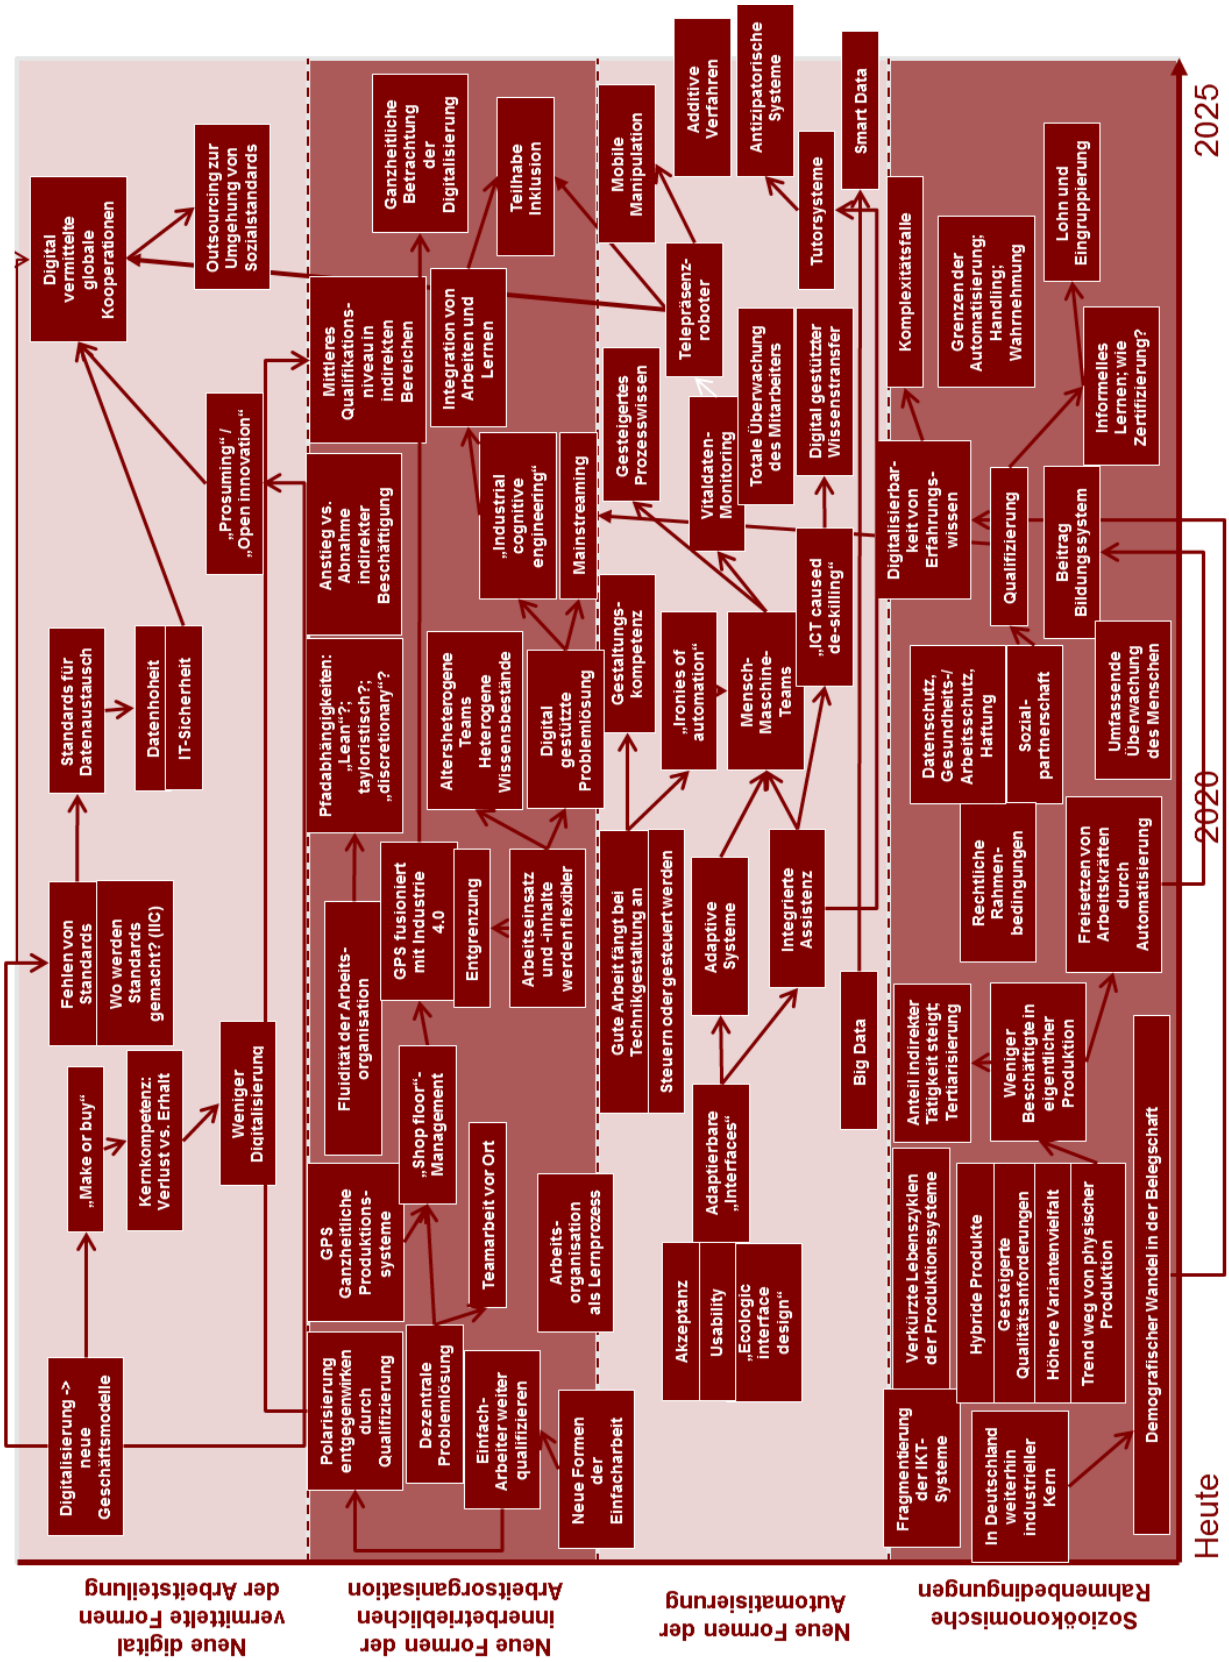 Neue digital
vermittelte Formen
der Arbeitsteilung
Digitalisierung ->
neue
Geschäftsmodelle
„Make or buy“
Kernkompetenz:
Verlust vs. Erhalt
Weniger
Digitalisierung
Fehlen von
Standards
Wo werden
Standards
gemacht? (IIC)
Standards für
Datenaustausch
Datenhoheit
IT-Sicherheit
„Prosuming“ /
„Open innovation“
Digital
vermittelte
globale
Kooperationen
Outsourcing zur
Umgehung von
Sozialstandards
Neue Formen der
innerbetrieblichen
Arbeitsorganisation
Polarisierung
entgegenwirken
durch
Qualifizierung
Dezentrale
Problemlösung
Einfach-
Arbeiter weiter
qualifizieren
Neue Formen
der
Einfacharbeit
GPS
Ganzheitliche
Produktions-
systeme
„Shop floor“-
Management
Teamarbeit vor Ort
Arbeits-
organisation
als Lernprozess
Fluidität der Arbeits-
organisation
GPS fusioniert
mit Industrie
4.0
Entgrenzung
Arbeitseinsatz
und -inhalte
werden flexibler
Pfadabhängigkeiten:
„Lean“?;
tayloristisch?;
„discretionary“?
Altersheterogene
Teams
Heterogene
Wissensbestände
Digital
gestützte
Problemlösung
Anstieg vs.
Abnahme
indirekter
Beschäftigung
„Industrial
cognitive
engineering“
Mainstreaming
Mittleres
Qualifikations-
niveau in
indirekten
Bereichen
Integration von
Arbeiten und
Lernen
Ganzheitliche
Betrachtung
der
Digitalisierung
Teilhabe
Inklusion
Neue Formen der
Automatisierung
Akzeptanz
Usability
„Ecologic
interface
design“
Adaptierbare
„Interfaces“
Gute Arbeit fängt bei
Technikgestaltung an
Steuern oder gesteuert werden
Adaptive
Systeme
Integrierte
Assistenz
Big Data
Gestaltungs-
kompetenz
„Ironies of
automation“
Mensch-
Maschine-
Teams
„ICT caused
de-skilling“
Gesteigertes
Prozesswissen
Vitaldaten-
Monitoring
Totale Überwachung
des Mitarbeiters
Digital gestützter
Wissenstransfer
Telepräsenz-
roboter
Mobile
Manipulation
Additive
Verfahren
Antizipatorische
Systeme
Tutorsysteme
Smart Data
Sozioökonomische
Rahmenbedingungen
Fragmentierung
der IKT-
Systeme
In Deutschland
weiterhin
industrieller
Kern
Verkürzte Lebenszyklen
der Produktionssysteme
Hybride Produkte
Gesteigerte
Qualitätsanforderungen
Höhere Variantenvielfalt
Trend weg von physischer
Produktion
Demografischer Wandel in der Belegschaft
Anteil indirekter
Tätigkeit steigt;
Tertiarisierung
Weniger
Beschäftigte in
eigentlicher
Produktion
Rechtliche
Rahmen-
bedingungen
Freisetzen von
Arbeitskräften
durch
Automatisierung
Datenschutz,
Gesundheits-/
Arbeitsschutz,
Haftung
Sozial-
partnerschaft
Umfassende
Überwachung
des Menschen
Digitalisierbar-
keit von
Erfahrungs-
wissen
Qualifizierung
Beitrag
Bildungssystem
Komplexitätsfalle
Grenzen der
Automatisierung;
Handling;
Wahrnehmung
Informelles
Lernen; wie
Zertifizierung?
Lohn und
Eingruppierung
Heute
2020
2025